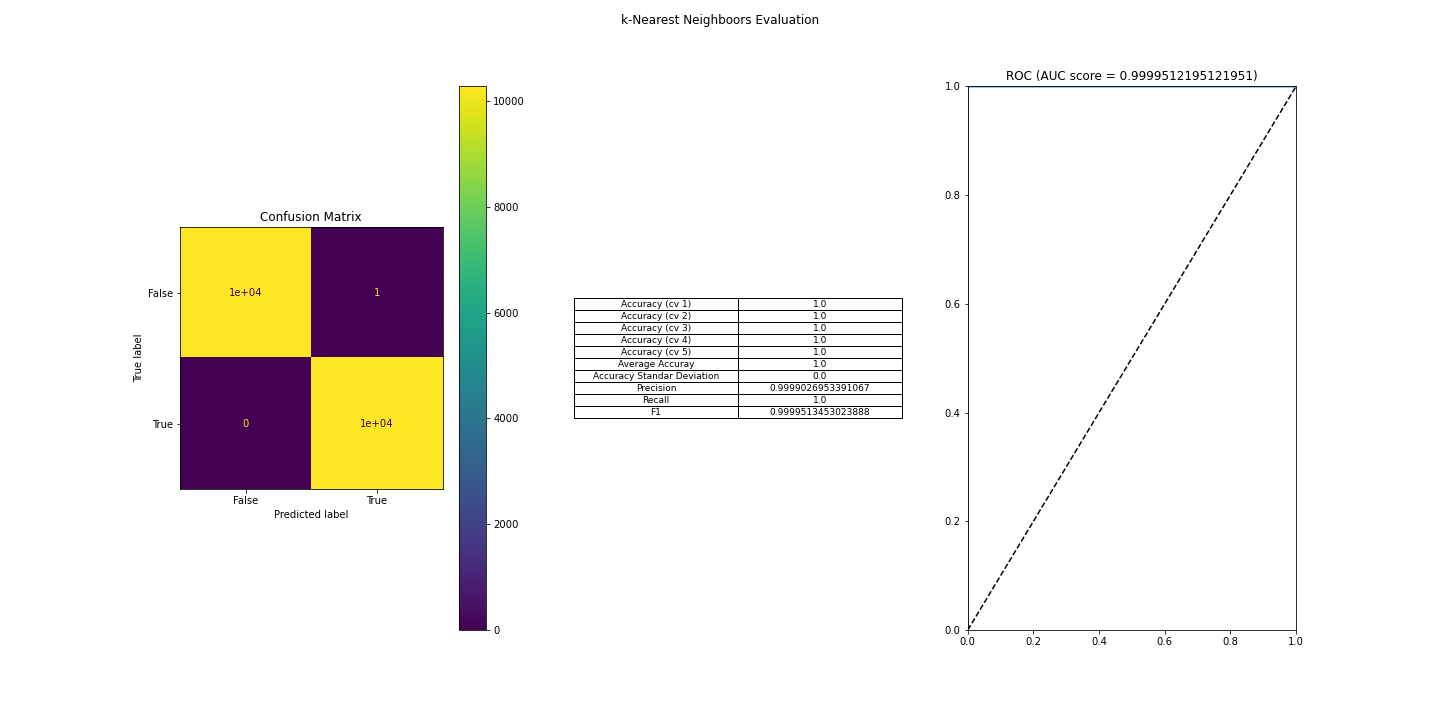 k-Nearest Neighboors Evaluation
Confusion Matrix
True label
False
True
1e+04
1
0
1e+04
False
True
Predicted label
10000
8000
6000
4000
2000
0
Accuracy (cv 1) 1.0
Accuracy (cv 2) 1.0
Accuracy (cv 3) 1.0
Accuracy (cv 4) 1.0
Accuracy (cv 5) 1.0
Average Accuray 1.0
Accuracy Standar Deviation 0.0
Precision 0.9999026953391067
Recall 1.0
F1 0.9999513453023888
ROC (AUC score = 0.9999512195121951)
1.0
0.8
0.6
0.4
0.2
0.0
0.0 0.2 0.4 0.6 0.8 1.0